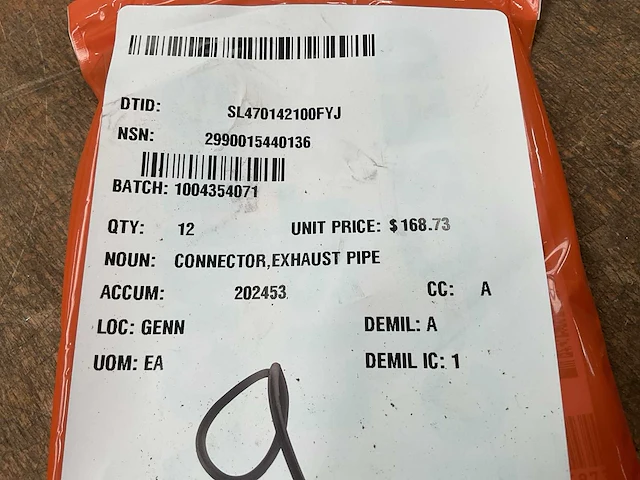 DTID: SL470142100FYJ
NSN: 2990015440136
BATCH: 1004354071
QTY: 12 UNIT PRICE: $168.73
NOUN: CONNECTOR,EXHAUST PIPE
ACCUM: 202453 CC: A
LOC: GENN DEMIL: A
UOM: EA DEMIL IC: 1